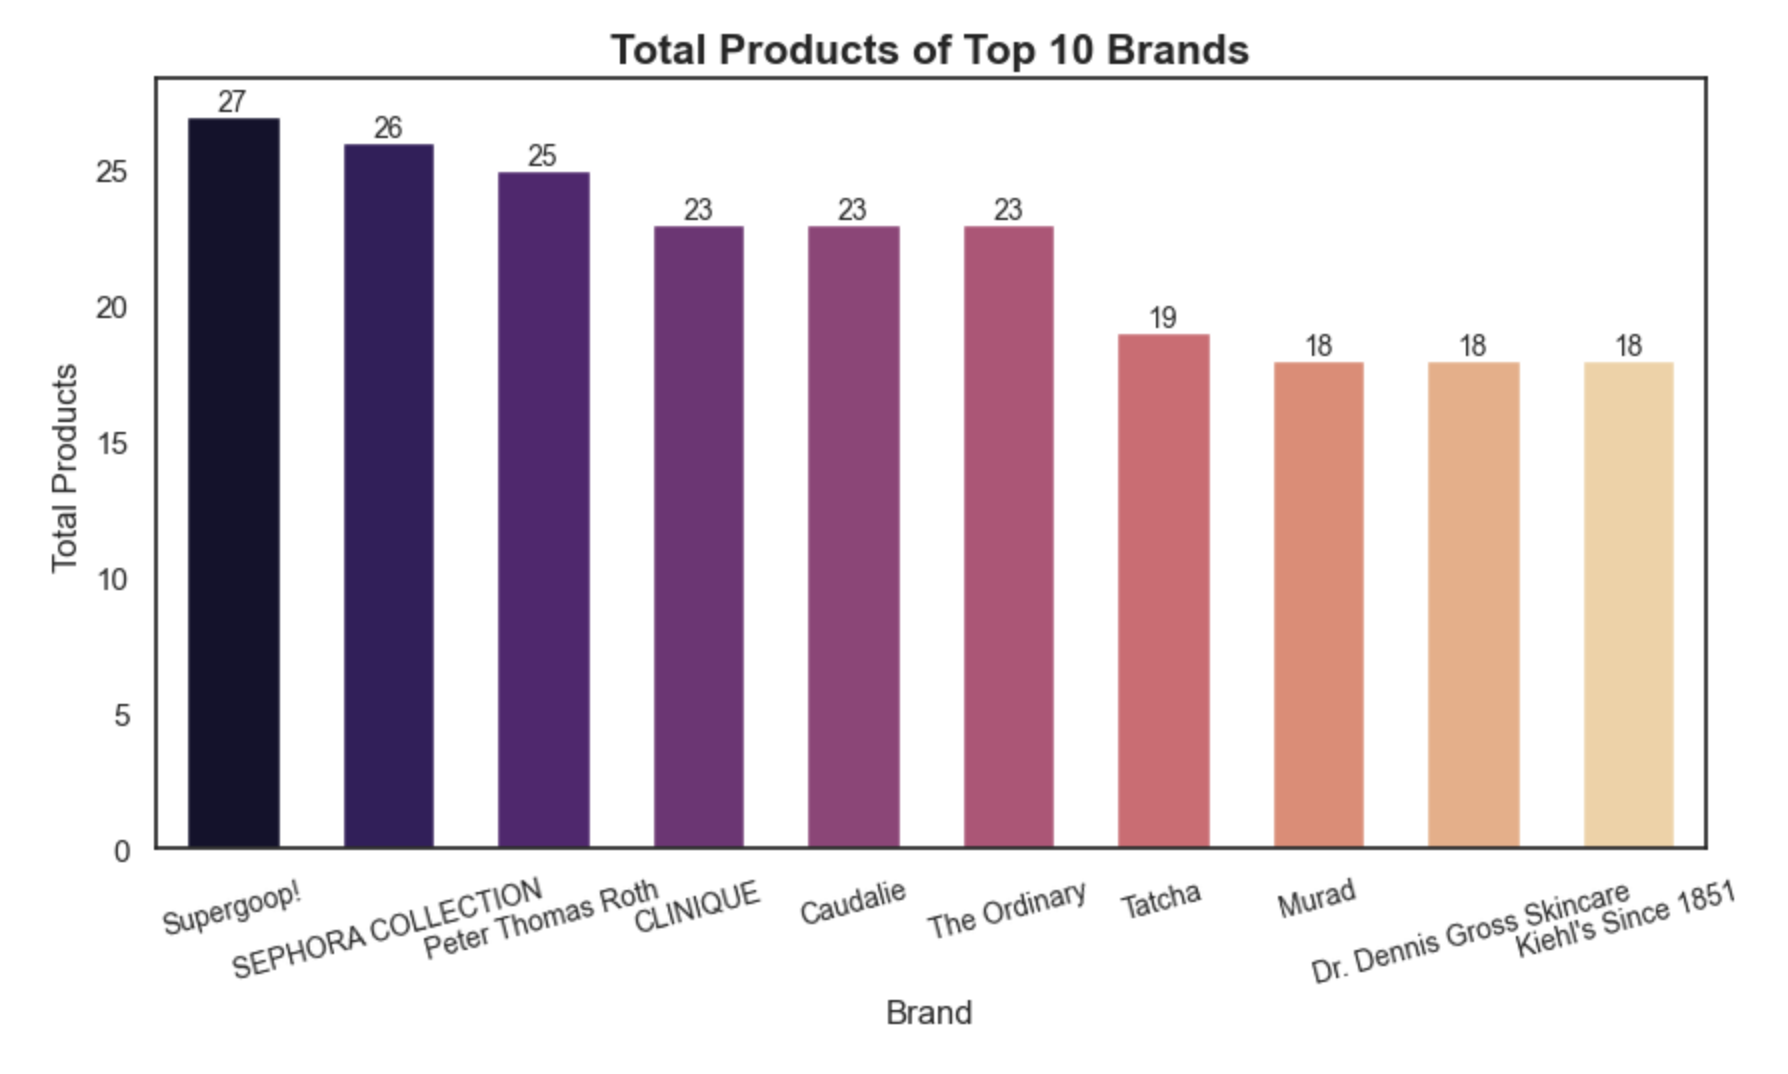 Total Products of Top 10 Brands
27
26
25
23
23
23
19
18
18
18
25
20
15
10
5
0
Total Products
Supergoop!
SEPHORA COLLECTION
Peter Thomas Roth
CLINIQUE
Caudalie
The Ordinary
Tatcha
Murad
Dr. Dennis Gross Skincare
Kiehl's Since 1851
Brand